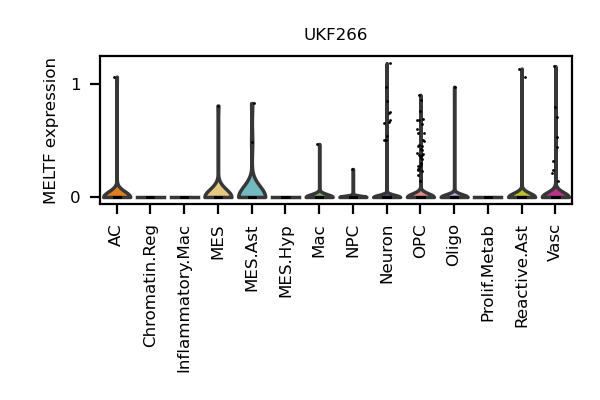 UKF266
MELTF expression
1
0
AC
Chromatin.Reg
Inflammatory.Mac
MES
MES.Ast
MES.Hyp
Mac
NPC
Neuron
OPC
Oligo
Prolif.Metab
Reactive.Ast
Vasc